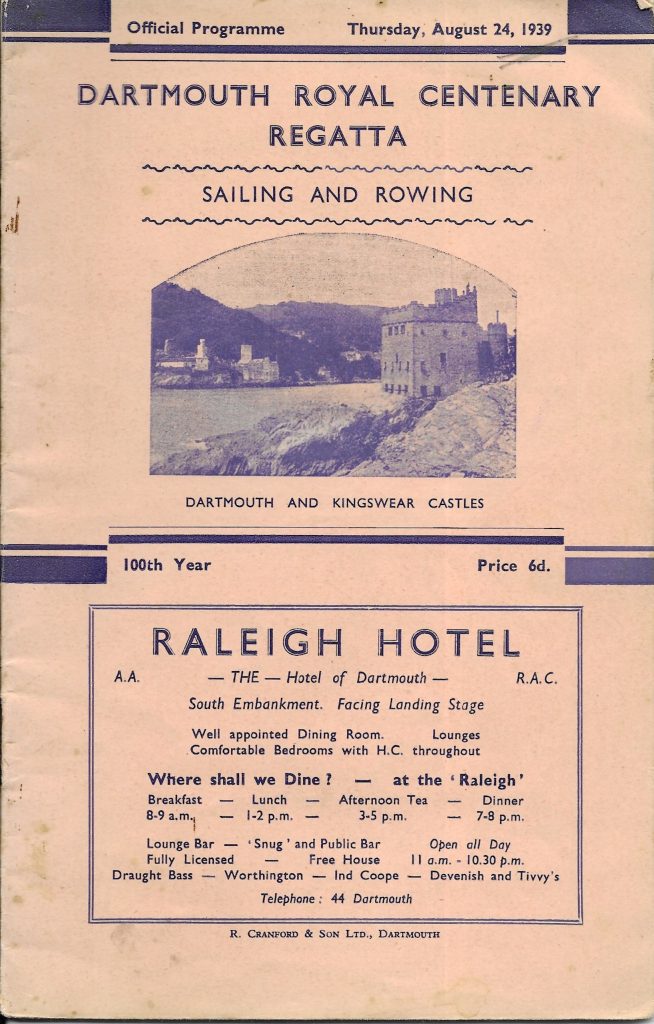 Official Programme Thursday, August 24, 1939
DARTMOUTH ROYAL CENTENARY
REGATTA
SAILING AND ROWING
DARTMOUTH AND KINGSWEAR CASTLES
100th Year Price 6d.
RALEIGH HOTEL
A.A. — THE — Hotel of Dartmouth — R.A.C.
South Embankment. Facing Landing Stage
Well appointed Dining Room. Lounges
Comfortable Bedrooms with H.C. throughout
Where shall we Dine? — at the 'Raleigh'
Breakfast — Lunch — Afternoon Tea — Dinner
8-9 a.m. — 1-2 p.m. — 3-5 p.m. — 7-8 p.m.
Lounge Bar — 'Snug' and Public Bar Open all Day
Fully Licensed — Free House 11 a.m. - 10.30 p.m.
Draught Bass — Worthington — Ind Coope — Devenish and Tivvy's
Telephone: 44 Dartmouth
R. CRANFORD & SON LTD., DARTMOUTH